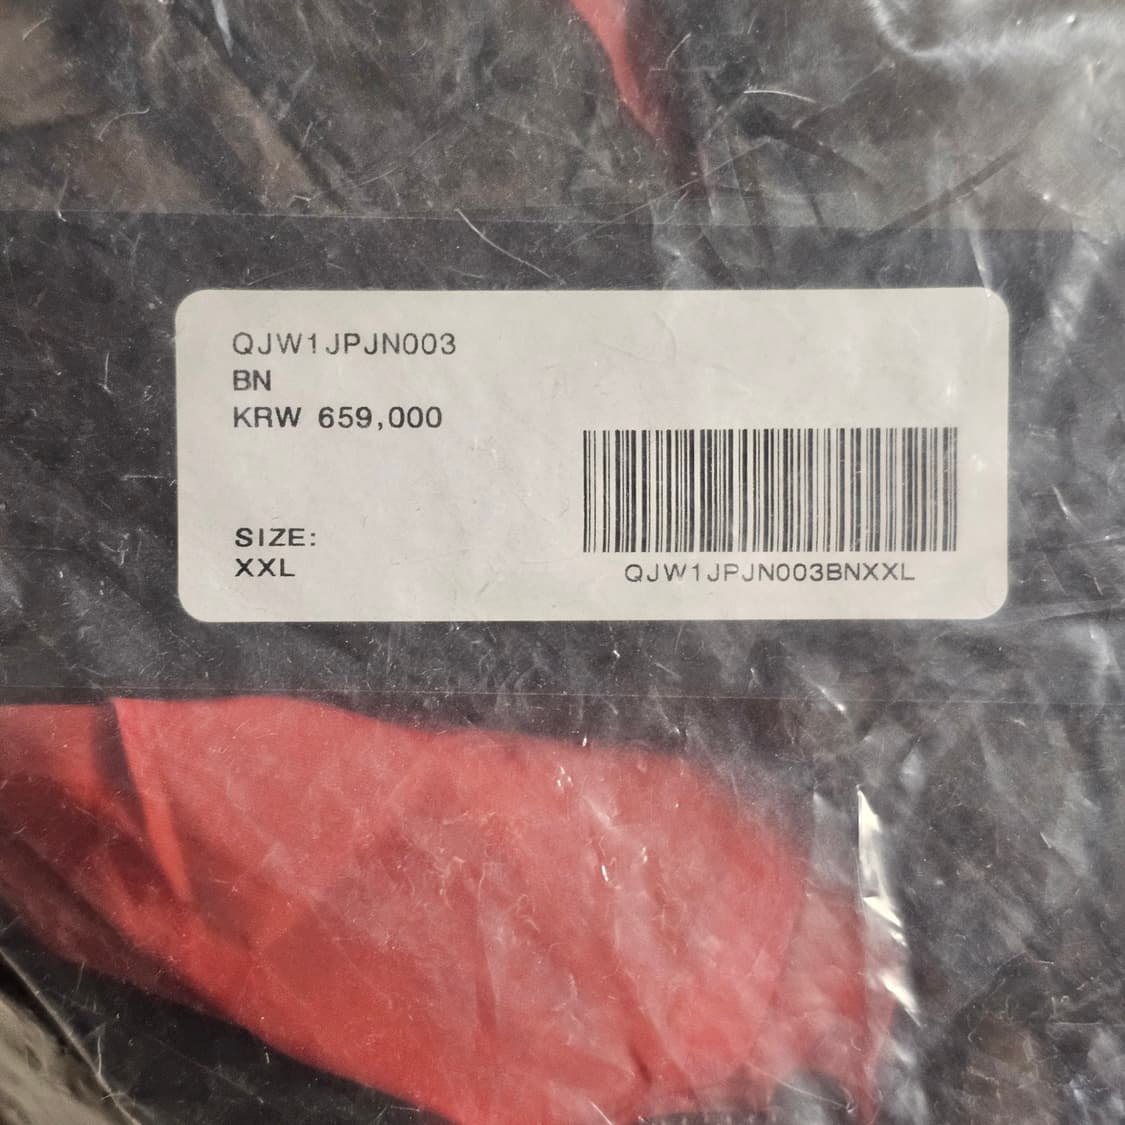 QJW1JPJN003
BN
KRW 659,000
SIZE:
XXL
QJW1JPJN003BNXXL